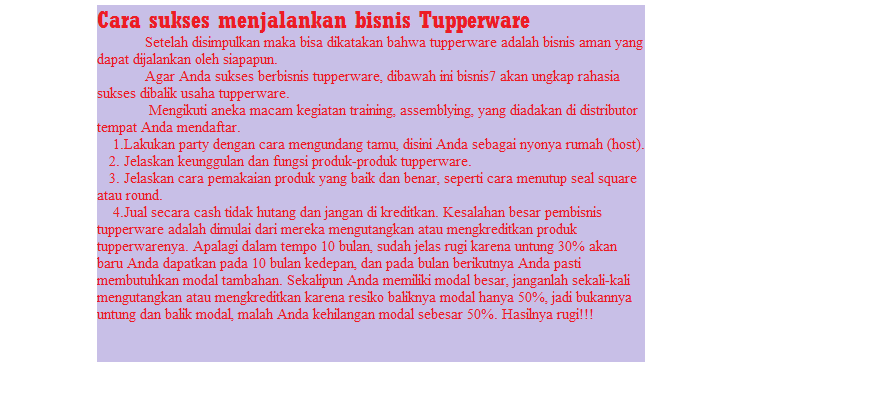 Cara sukses menjalankan bisnis Tupperware
Setelah disimpulkan maka bisa dikatakan bahwa tupperware adalah bisnis aman yang
dapat dijalankan oleh siapapun.
Agar Anda sukses berbisnis tupperware, dibawah ini bisnis7 akan ungkap rahasia
sukses dibalik usaha tupperware.
Mengikuti aneka macam kegiatan training, assemblying, yang diadakan di distributor
tempat Anda mendaftar.
1.Lakukan party dengan cara mengundang tamu, disini Anda sebagai nyonya rumah (host).
2. Jelaskan keunggulan dan fungsi produk-produk tupperware.
3. Jelaskan cara pemakaian produk yang baik dan benar, seperti cara menutup seal square
atau round.
4.Jual secara cash tidak hutang dan jangan di kreditkan. Kesalahan besar pembisnis
tupperware adalah dimulai dari mereka mengutangkan atau mengkreditkan produk
tupperwarenya. Apalagi dalam tempo 10 bulan, sudah jelas rugi karena untung 30% akan
baru Anda dapatkan pada 10 bulan kedepan, dan pada bulan berikutnya Anda pasti
membutuhkan modal tambahan. Sekalipun Anda memiliki modal besar, janganlah sekali-kali
mengutangkan atau mengkreditkan karena resiko baliknya modal hanya 50%, jadi bukannya
untung dan balik modal, malah Anda kehilangan modal sebesar 50%. Hasilnya rugi!!!